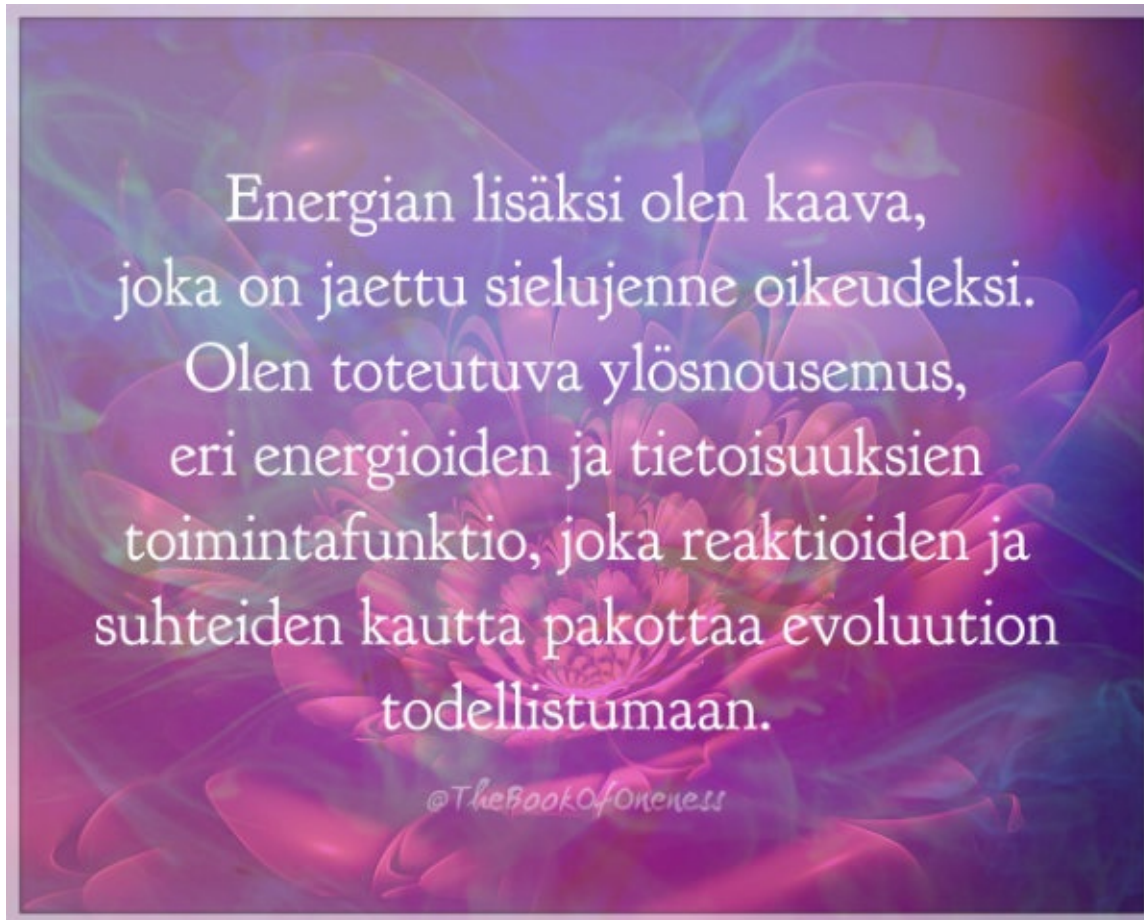 Energian lisäksi olen kaava,
joka on jaettu sielujenne oikeudeksi.
Olen toteutuva ylösnousemus,
eri energioiden ja tietoisuuksien
toimintafunktio, joka reaktioiden ja
suhteiden kautta pakottaa evoluution
todellistumaan.
@TheBookOfOneness